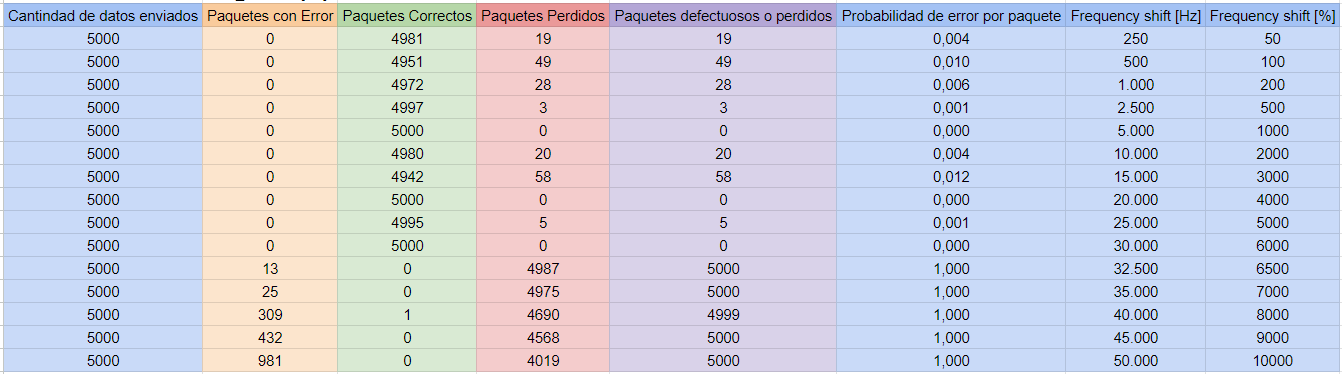 Cantindad de datos enviados Paquetes con Error Paquetes Correctos Paquetes Perdidos Paquetes defectuosos o perdidos Probabilidad de error por paquete Frequency shift [Hz] Frequency shift [%]
5000 0 4981 19 19 0,004 250 50
5000 0 4951 49 49 0,010 500 100
5000 0 4972 28 28 0,006 1.000 200
5000 0 4997 3 3 0,001 2.500 500
5000 0 5000 0 0 0,000 5.000 1000
5000 0 4980 20 20 0,004 10.000 2000
5000 0 4942 58 58 0,012 15.000 3000
5000 0 5000 0 0 0,000 20.000 4000
5000 0 4995 5 5 0,001 25.000 5000
5000 0 5000 0 0 0,000 30.000 6000
5000 13 0 4987 5000 1,000 32.500 6500
5000 25 0 4975 5000 1,000 35.000 7000
5000 309 1 4690 4999 1,000 40.000 8000
5000 432 0 4568 5000 1,000 45.000 9000
5000 981 0 4019 5000 1,000 50.000 10000